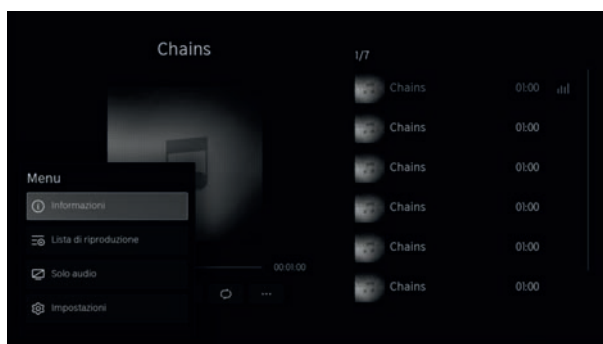 Chains
Menu
Informazioni
Lista di riproduzione
Solo audio
Impostazioni
00:01:00
1/7
Chains 01:00
Chains 01:00
Chains 01:00
Chains 01:00
Chains 01:00
Chains 01:00